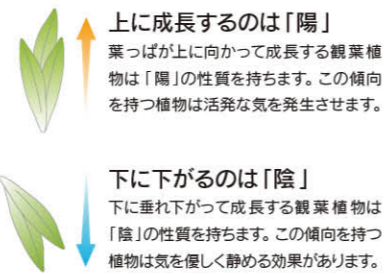 上に成長するのは「陽」
葉っぱが上に向かって成長する観葉植
物は「陽」の性質を持ちます。この傾向
を持つ植物は活発な気を発生させます。
下に下がるのは「陰」
下に垂れ下がって成長する観葉植物は
「陰」の性質を持ちます。この傾向を持つ
植物は気を優しく静める効果があります。